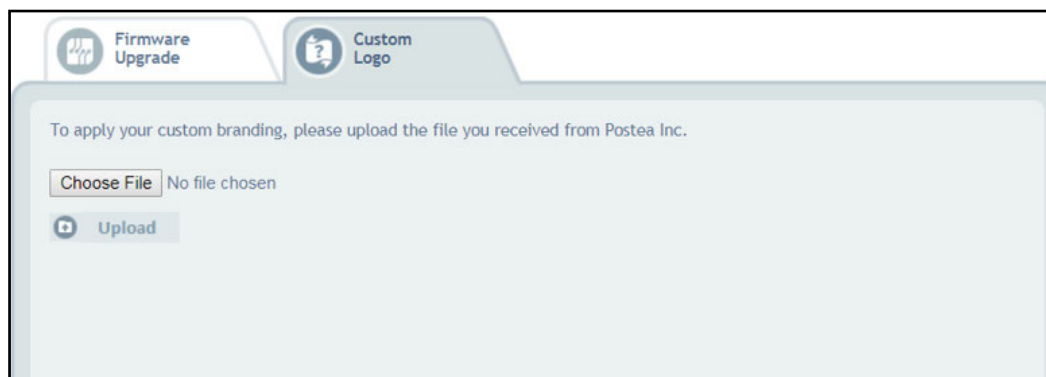 Firmware
Upgrade
Custom
Logo
To apply your custom branding, please upload the file you received from Postea Inc.
Choose File No file chosen
Upload